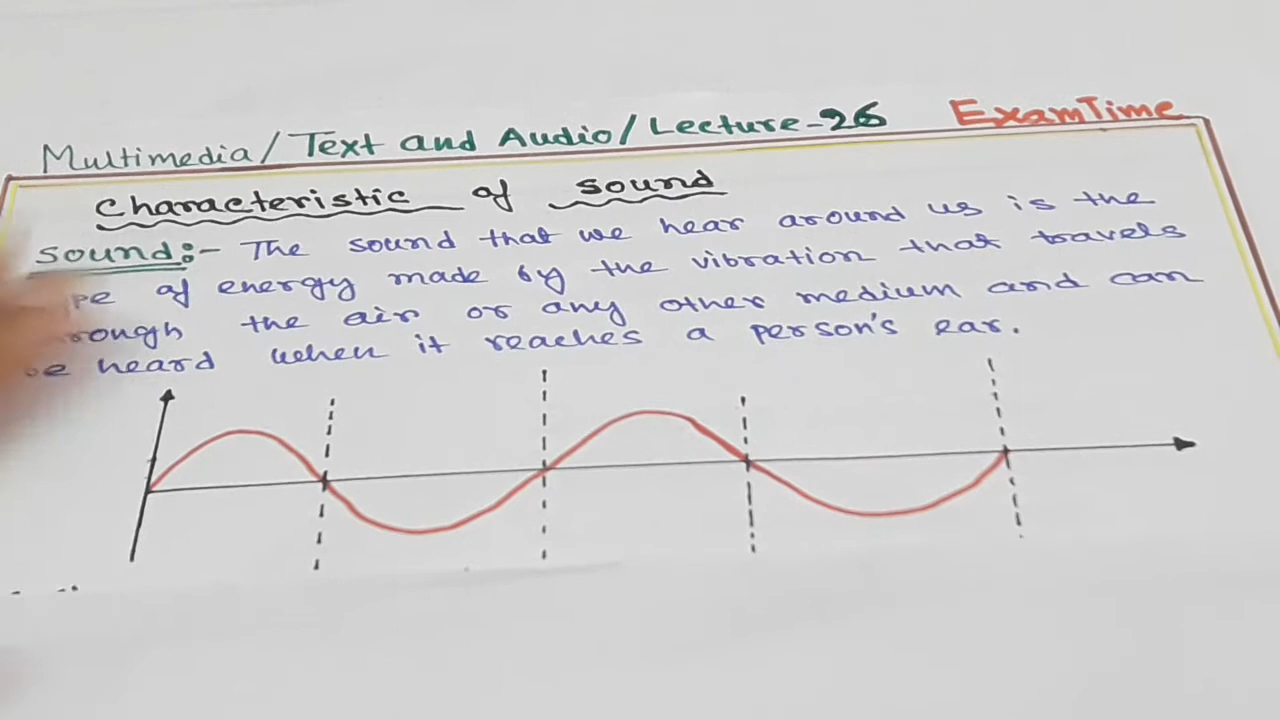 Multimedia/Text and Audio/Lecture-26 ExamTime
Characteristic of sound
Sound:- The sound that we hear around us is the
of energy made by the vibration that travels
the air or any other medium and can
heard when it reaches a person's ear.